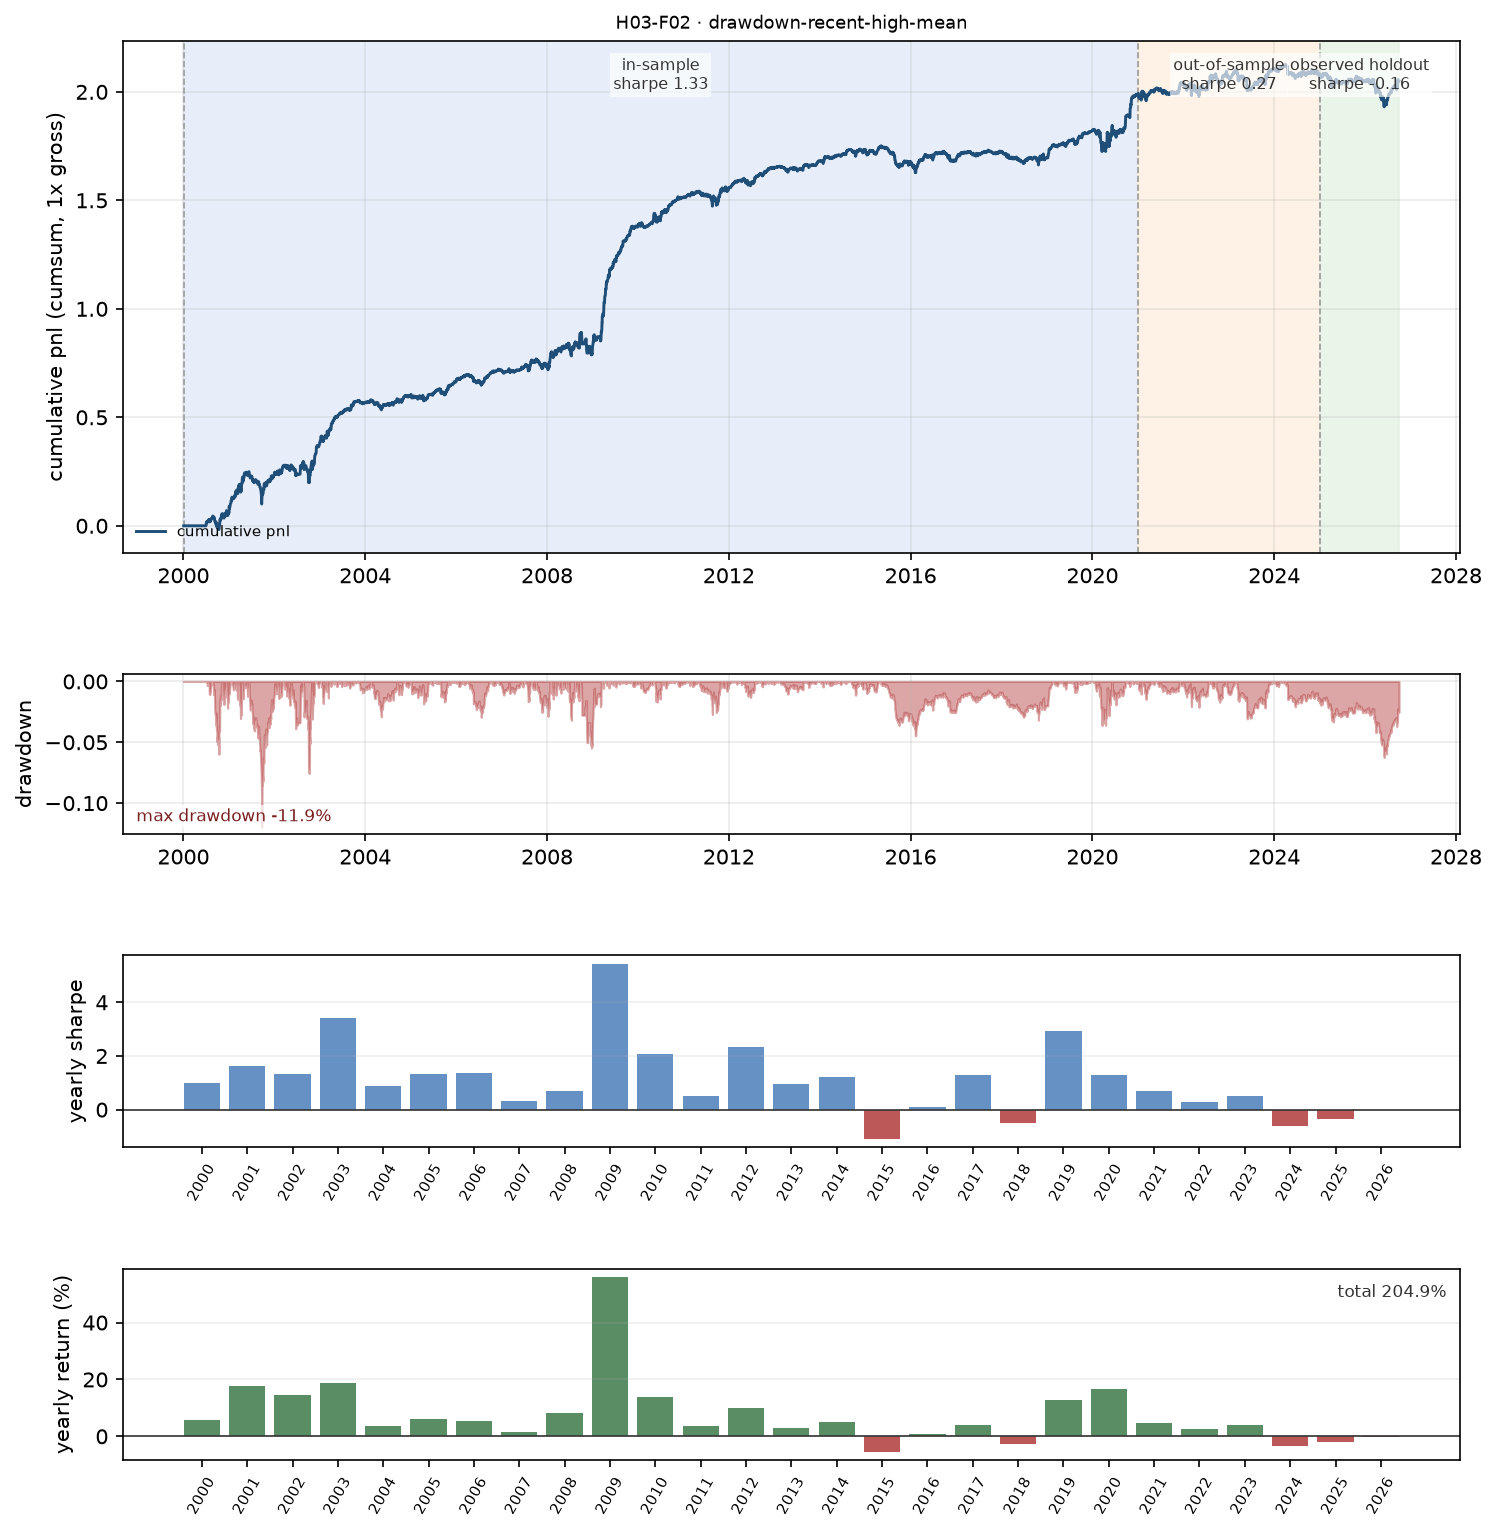 H03-F02 · drawdown-recent-high-mean
cumulative pnl (cumsum, 1x gross)
2.0
1.5
1.0
0.5
0.0
in-sample
sharpe 1.33
out-of-sample
sharpe 0.27
observed holdout
sharpe -0.16
cumulative pnl
2000 2004 2008 2012 2016 2020 2024 2028
drawdown
0.00
−0.05
−0.10
max drawdown -11.9%
2000 2004 2008 2012 2016 2020 2024 2028
yearly sharpe
4
2
0
2000 2001 2002 2003 2004 2005 2006 2007 2008 2009 2010 2011 2012 2013 2014 2015 2016 2017 2018 2019 2020 2021 2022 2023 2024 2025 2026
yearly return (%)
40
20
0
total 204.9%
2000 2001 2002 2003 2004 2005 2006 2007 2008 2009 2010 2011 2012 2013 2014 2015 2016 2017 2018 2019 2020 2021 2022 2023 2024 2025 2026